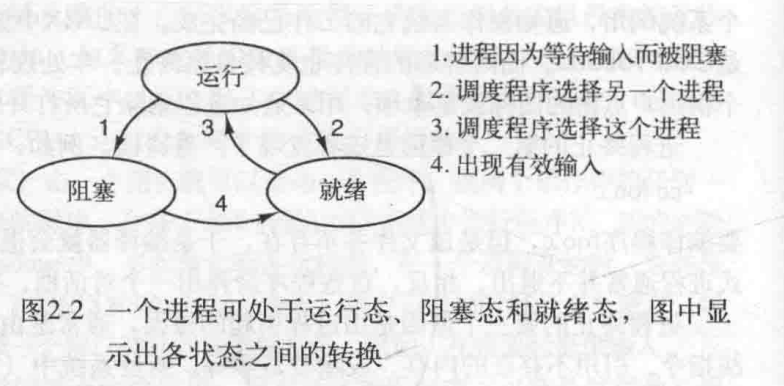 运行
1
3
2
阻塞
4
就绪
1.进程因为等待输入而被阻塞
2.调度程序选择另一个进程
3.调度程序选择这个进程
4.出现有效输入
图2-2 一个进程可处于运行态、阻塞态和就绪态，图中显
示出各状态之间的转换